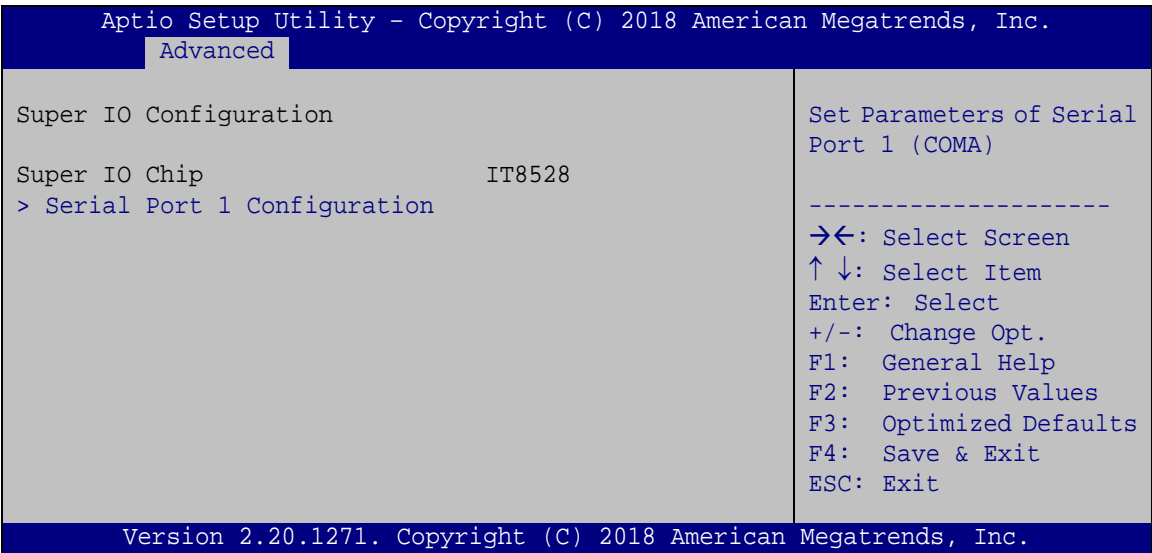 Aptio Setup Utility – Copyright (C) 2018 American Megatrends, Inc.
Advanced
Super IO Configuration
Super IO Chip IT8528
> Serial Port 1 Configuration
Set Parameters of Serial
Port 1 (COMA)
---------------------
→←: Select Screen
↑ ↓: Select Item
Enter: Select
+/-: Change Opt.
F1: General Help
F2: Previous Values
F3: Optimized Defaults
F4: Save & Exit
ESC: Exit
Version 2.20.1271. Copyright (C) 2018 American Megatrends, Inc.